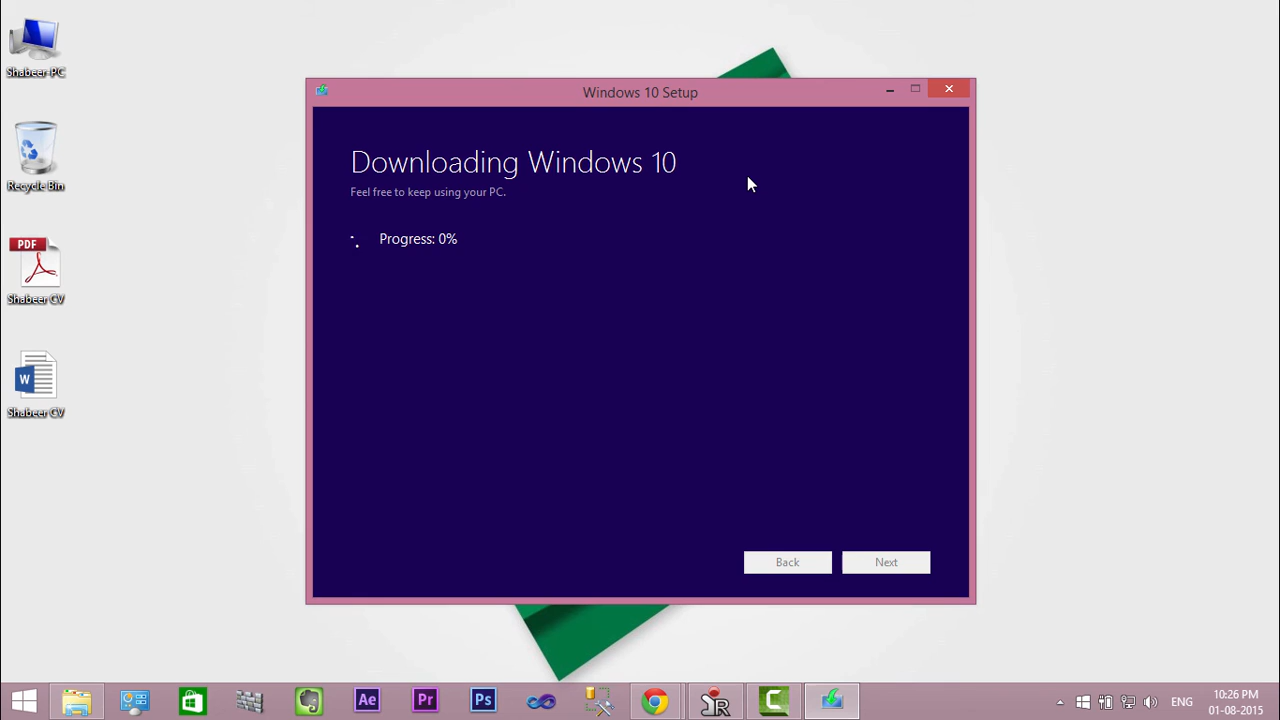 Shabeer-PC
Recycle Bin
PDF
Shabeer CV
W
Shabeer CV
Windows 10 Setup
Downloading Windows 10
Feel free to keep using your PC.
Progress: 0%
Back
Next
Ae
Pr
Ps
R
C
ENG
10:26 PM
01-08-2015